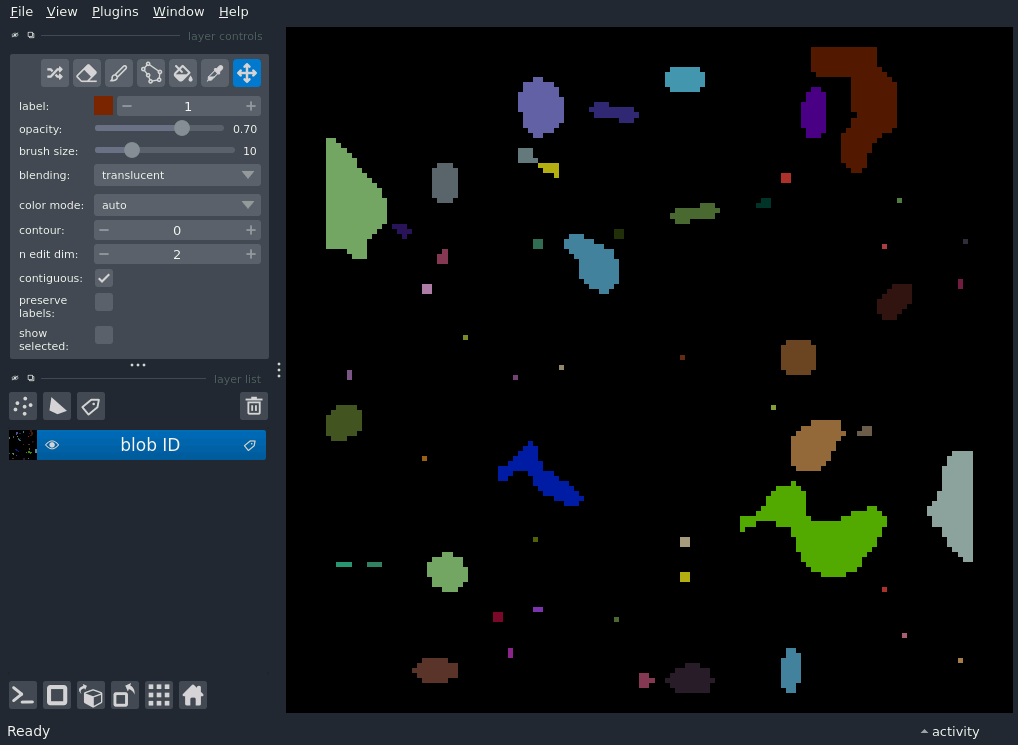 File View Plugins Window Help
layer controls
label: 1
opacity: 0.70
brush size: 10
blending: translucent
color mode: auto
contour: 0
n edit dim: 2
contiguous:
preserve
labels:
show
selected:
layer list
blob ID
Ready
activity